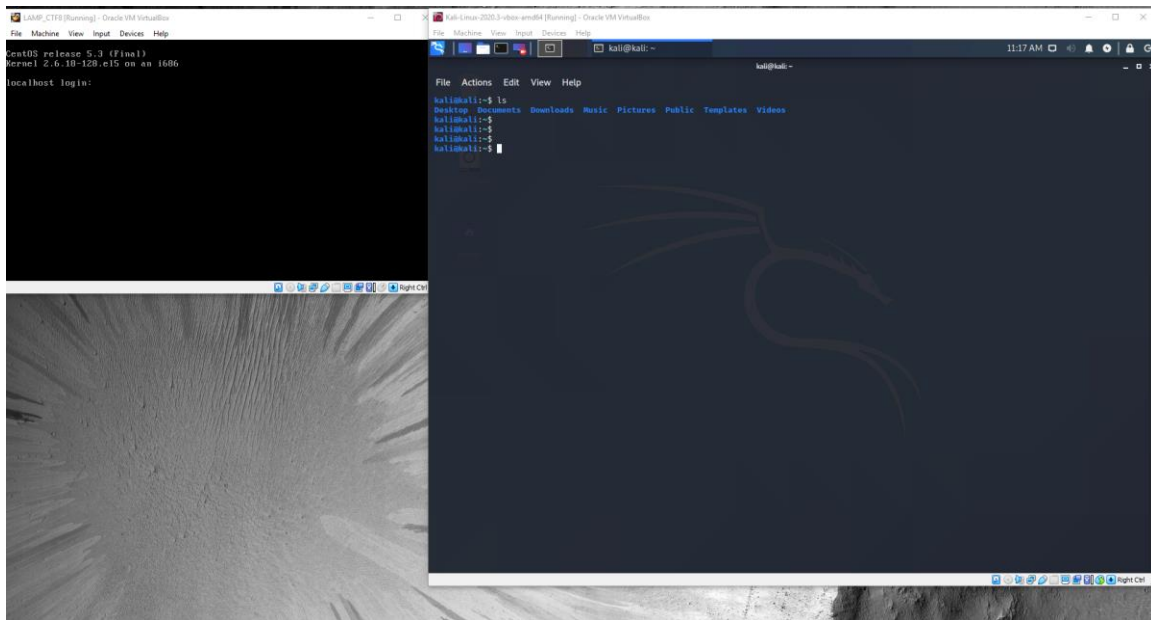 LAMP_CTF8 [Running] - Oracle VM VirtualBox
File Machine View Input Devices Help
CentOS release 5.3 (Final)
Kernel 2.6.18-128.el5 on an i686
localhost login:
Right Ctrl
Kali-Linux-2020.3-vbox-amd64 [Running] - Oracle VM VirtualBox
File Machine View Input Devices Help
kali@kali: ~
11:17 AM
kali@kali: ~
File Actions Edit View Help
kali@kali:~$ ls
Desktop Documents Downloads Music Pictures Public Templates Videos
kali@kali:~$
kali@kali:~$
kali@kali:~$
kali@kali:~$
Right Ctrl